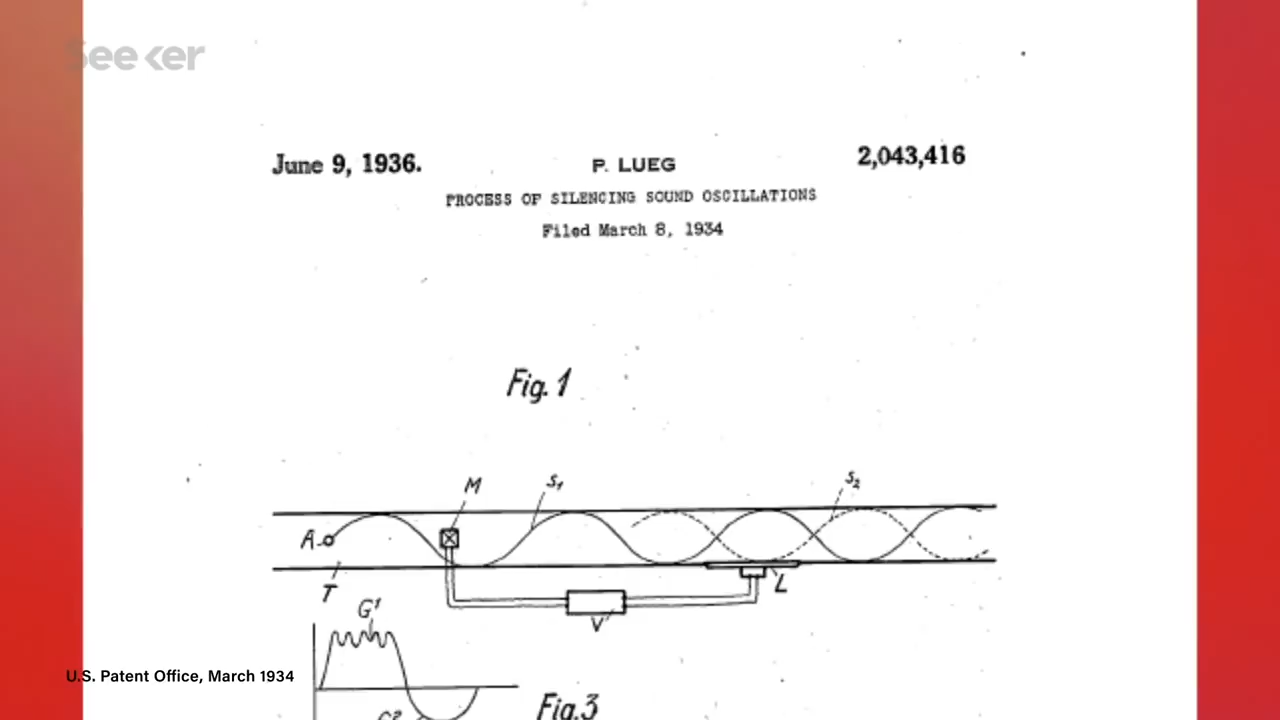 Seeker
June 9, 1936.
P. LUEG
2,043,416
PROCESS OF SILENCING SOUND OSCILLATIONS
Filed March 8, 1934
Fig. 1
M
S1
S2
A
T
L
V
G1
U.S. Patent Office, March 1934
Fig.3